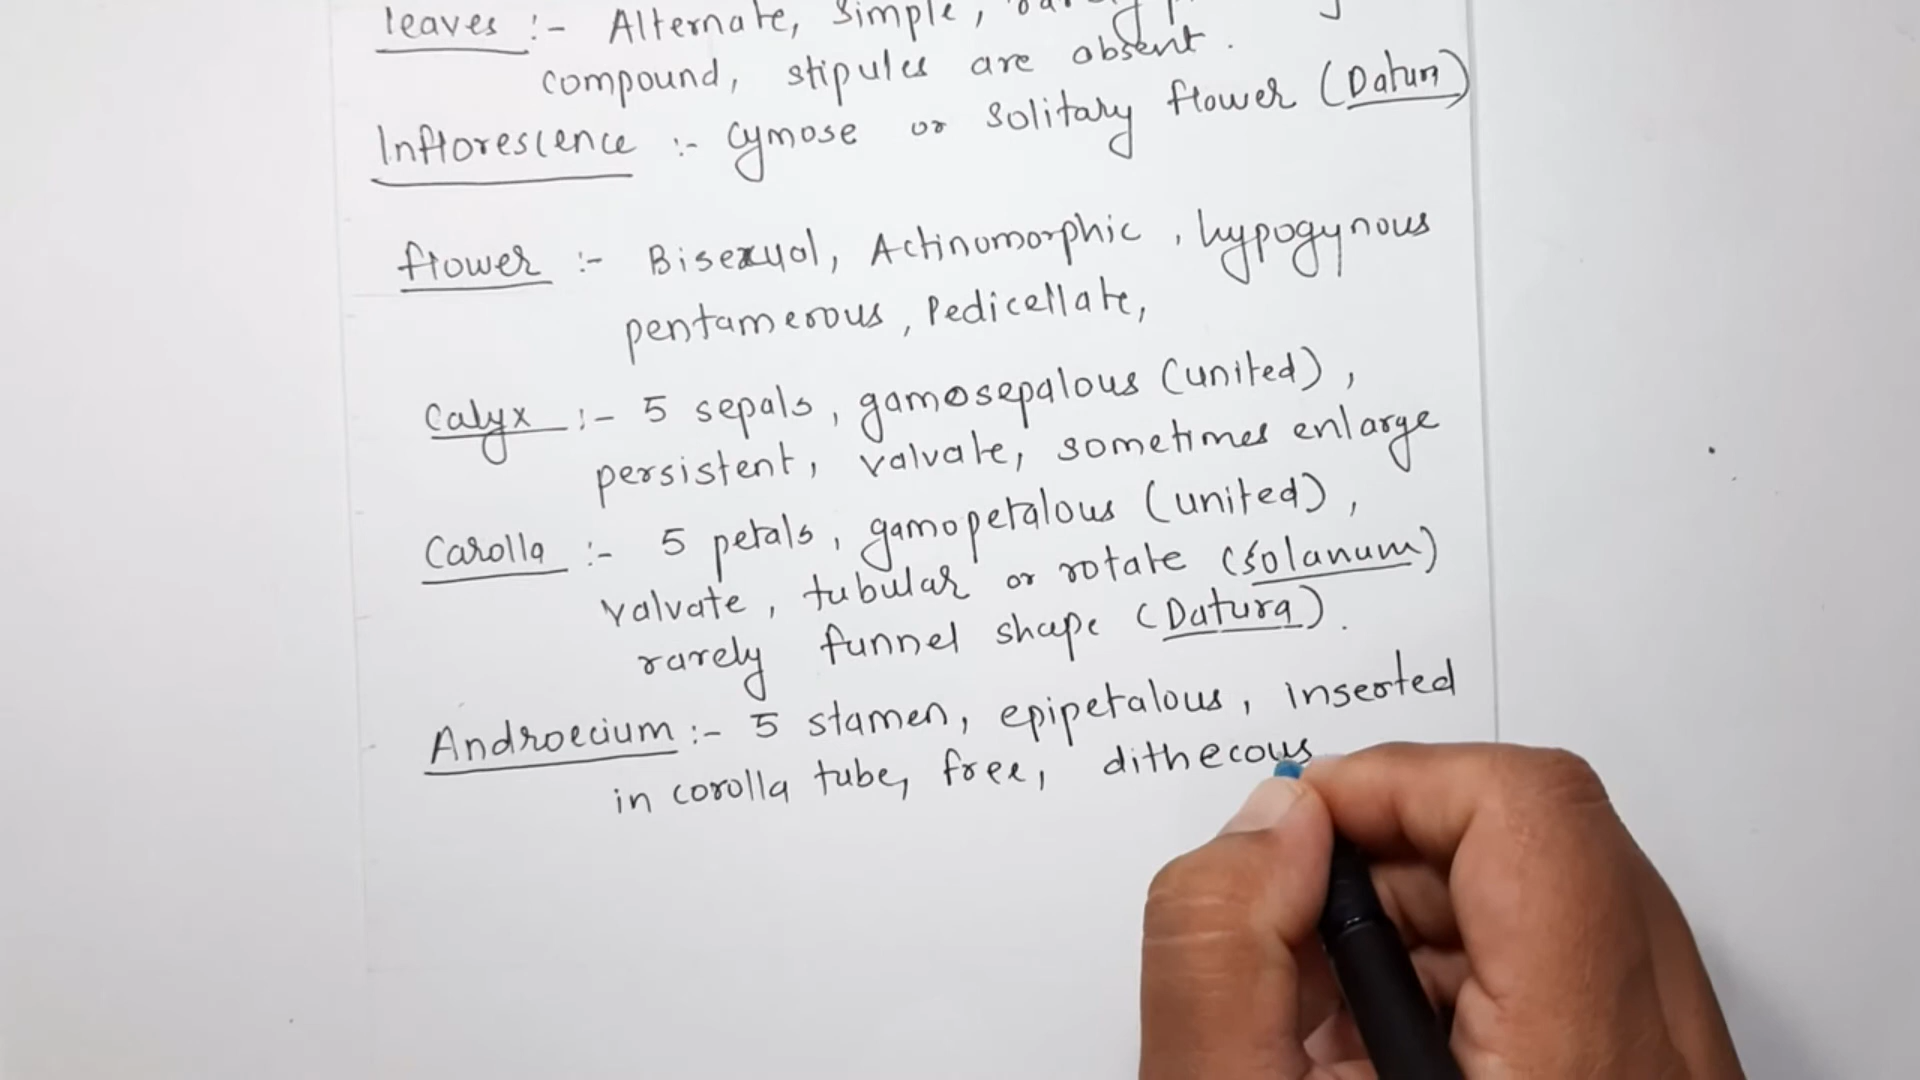 leaves :- Alternate, Simple,
compound, stipules are absent.
Inflorescence :- Cymose or solitary flower (Datura)
flower :- Bisexual, Actinomorphic, hypogynous
pentamerous, Pedicellate,
Calyx :- 5 sepals, gamosepalous (united),
persistent, valvate, sometimes enlarge
Carolla :- 5 petals, gamopetalous (united),
valvate, tubular or rotate (Solanum)
rarely funnel shape (Datura).
Androecium :- 5 stamen, epipetalous, inserted
in corolla tube, free, dithecous